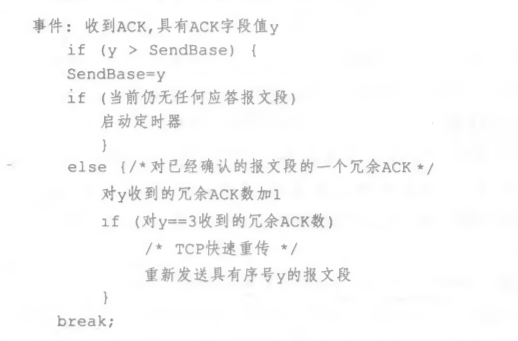 事件: 收到ACK,具有ACK字段值y
if (y > SendBase) {
SendBase=y
if (当前仍无任何应答报文段)
启动定时器
}
else {/*对已经确认的报文段的一个冗余ACK */
对y收到的冗余ACK数加1
if (对y==3收到的冗余ACK数)
/* TCP快速重传 */
重新发送具有序号y的报文段
}
break;